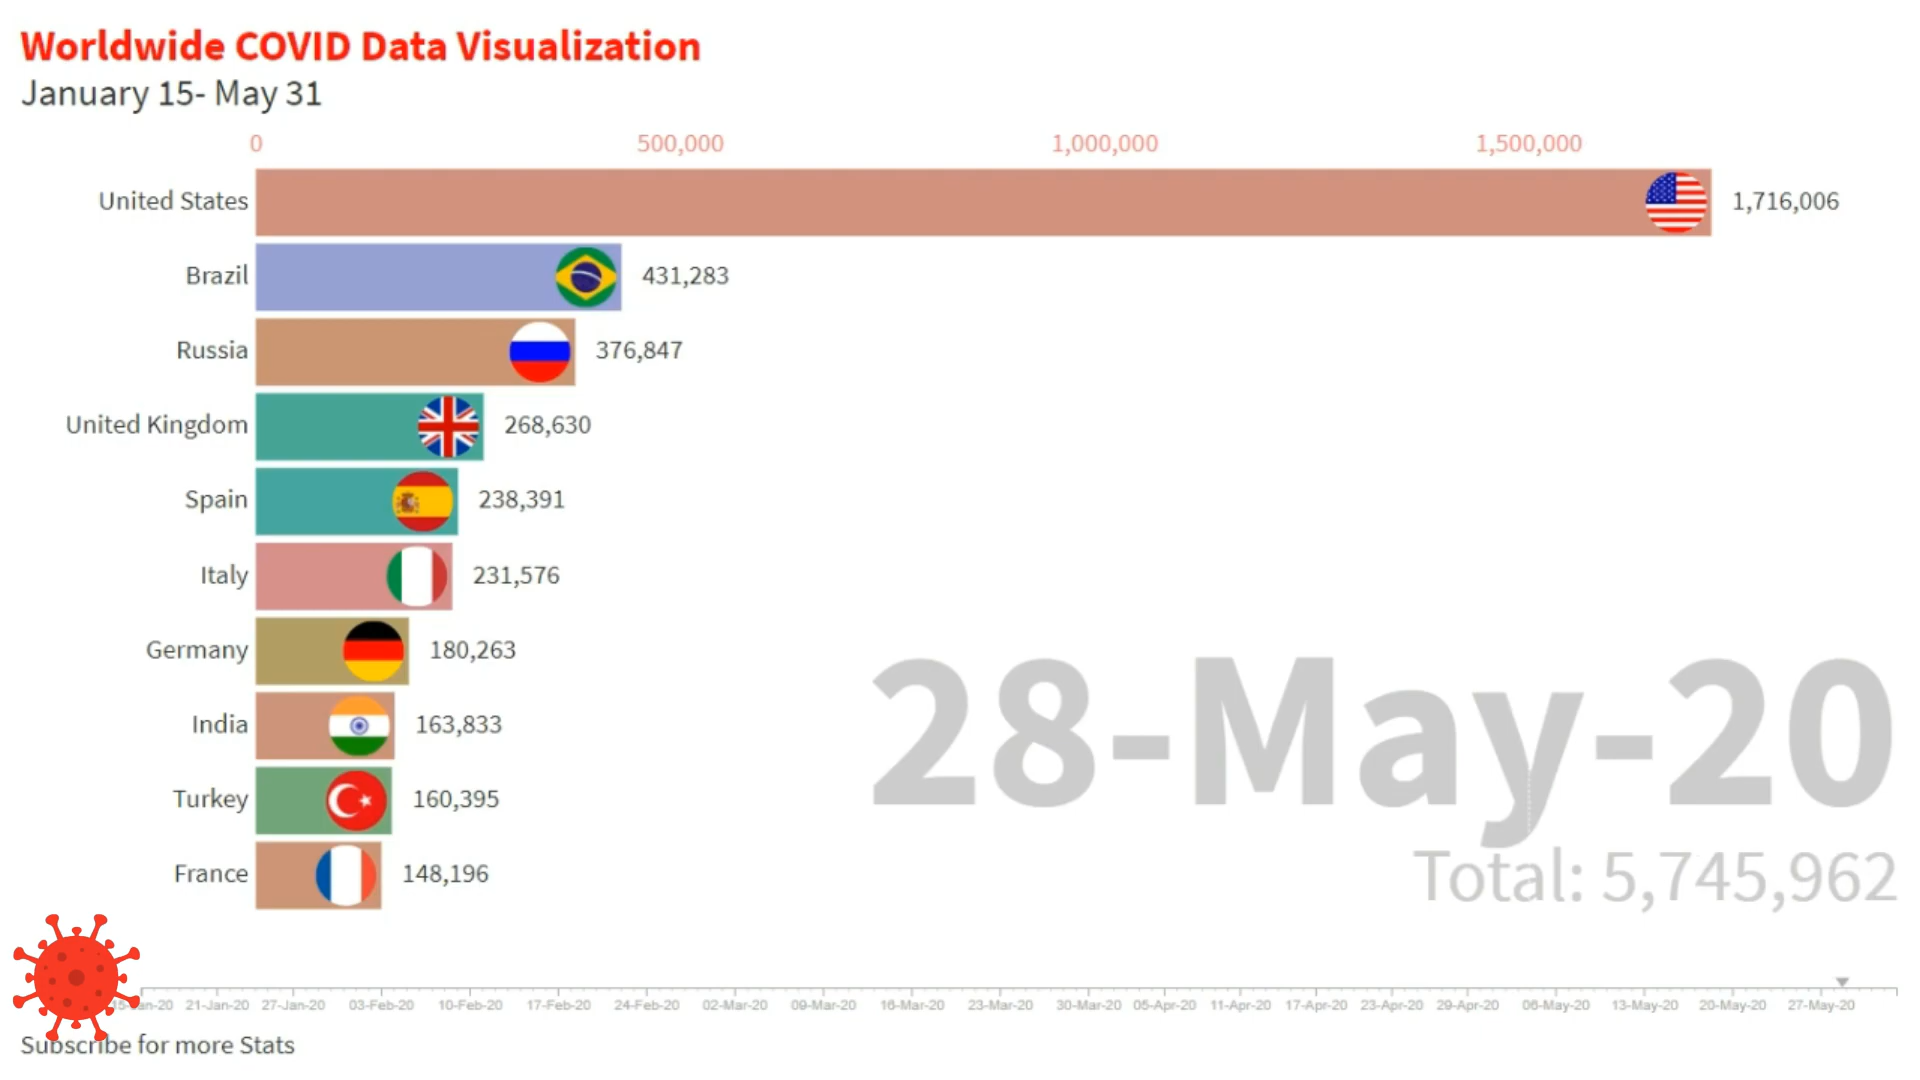 Worldwide COVID Data Visualization
January 15- May 31
0 500,000 1,000,000 1,500,000
United States 1,716,006
Brazil 431,283
Russia 376,847
United Kingdom 268,630
Spain 238,391
Italy 231,576
Germany 180,263
India 163,833
Turkey 160,395
France 148,196
28-May-20
Total: 5,745,962
21-Jan-20 27-Jan-20 03-Feb-20 10-Feb-20 17-Feb-20 24-Feb-20 02-Mar-20 09-Mar-20 16-Mar-20 23-Mar-20 30-Mar-20 05-Apr-20 11-Apr-20 17-Apr-20 23-Apr-20 29-Apr-20 06-May-20 13-May-20 20-May-20 27-May-20
Subscribe for more Stats